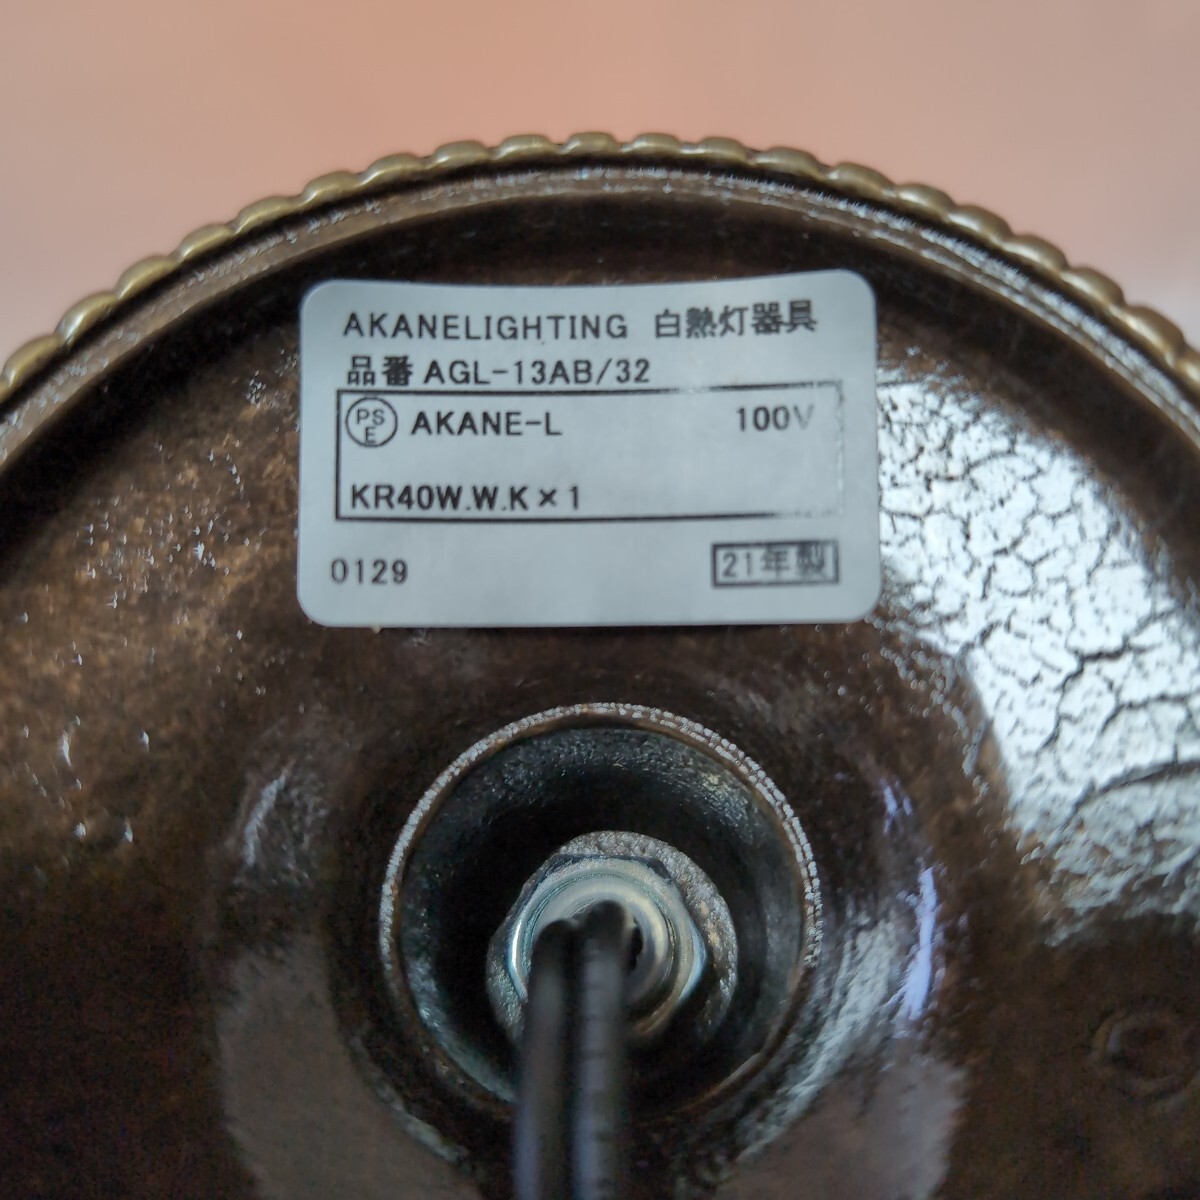 AKANELIGHTING 白熱灯器具
品番 AGL-13AB/32
PSE AKANE-L 100V
KR40W.W.K×1
0129 21年製